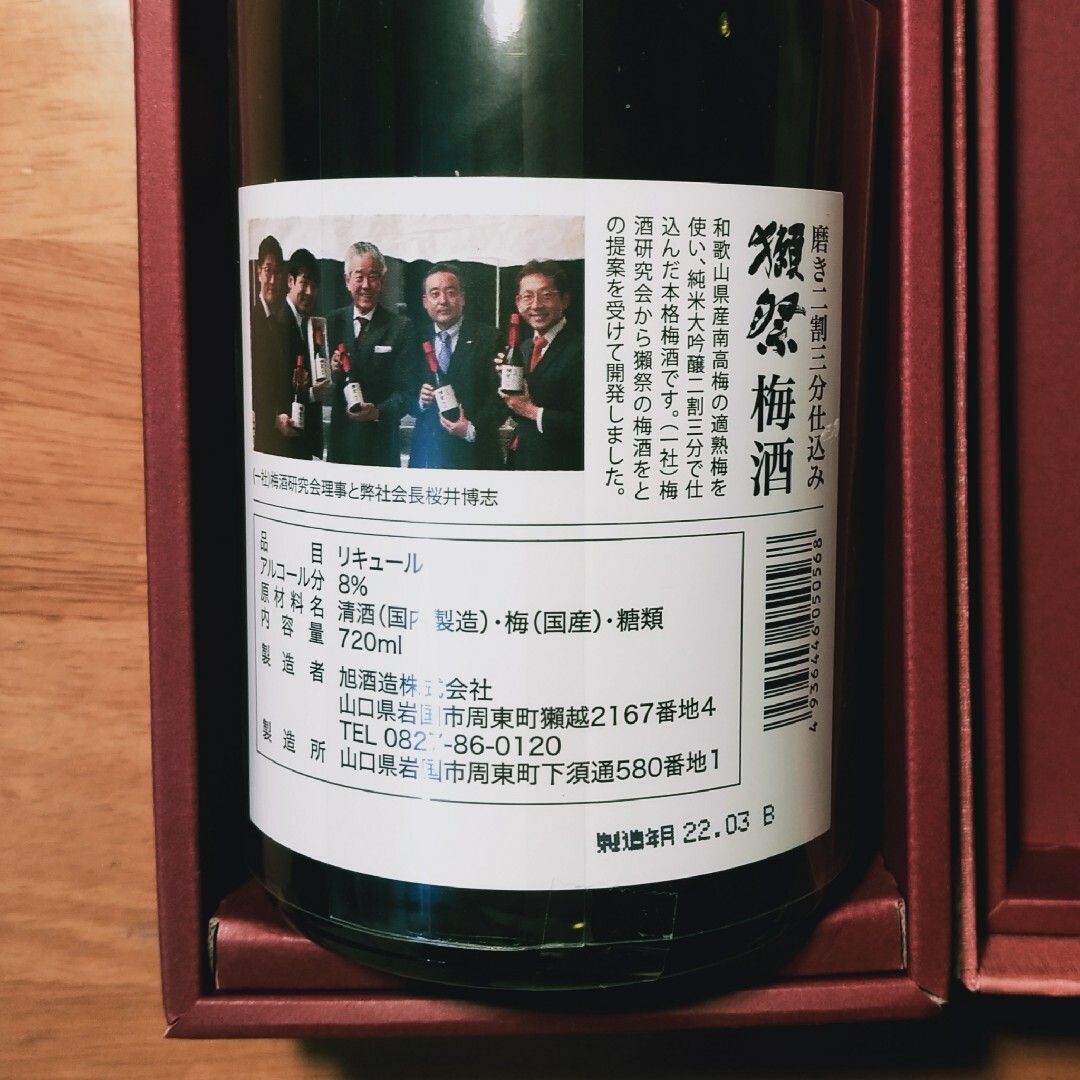 磨き二割三分仕込み
獺祭 梅酒
和歌山県産南高梅の適熟梅を
使い、純米大吟醸二割三分で仕
込んだ本格梅酒です。(一社)梅
酒研究会から獺祭の梅酒をと
の提案を受けて開発しました。
(一社)梅酒研究会理事と弊社会長桜井博志
品目 リキュール
アルコール分 8%
原材料名 清酒(国内製造)・梅(国産)・糖類
内容量 720ml
製造者 旭酒造株式会社
山口県岩国市周東町獺越2167番地4
TEL 0827-86-0120
製造所 山口県岩国市周東町下須通580番地1
4936446050568
製造年月 22.03 B